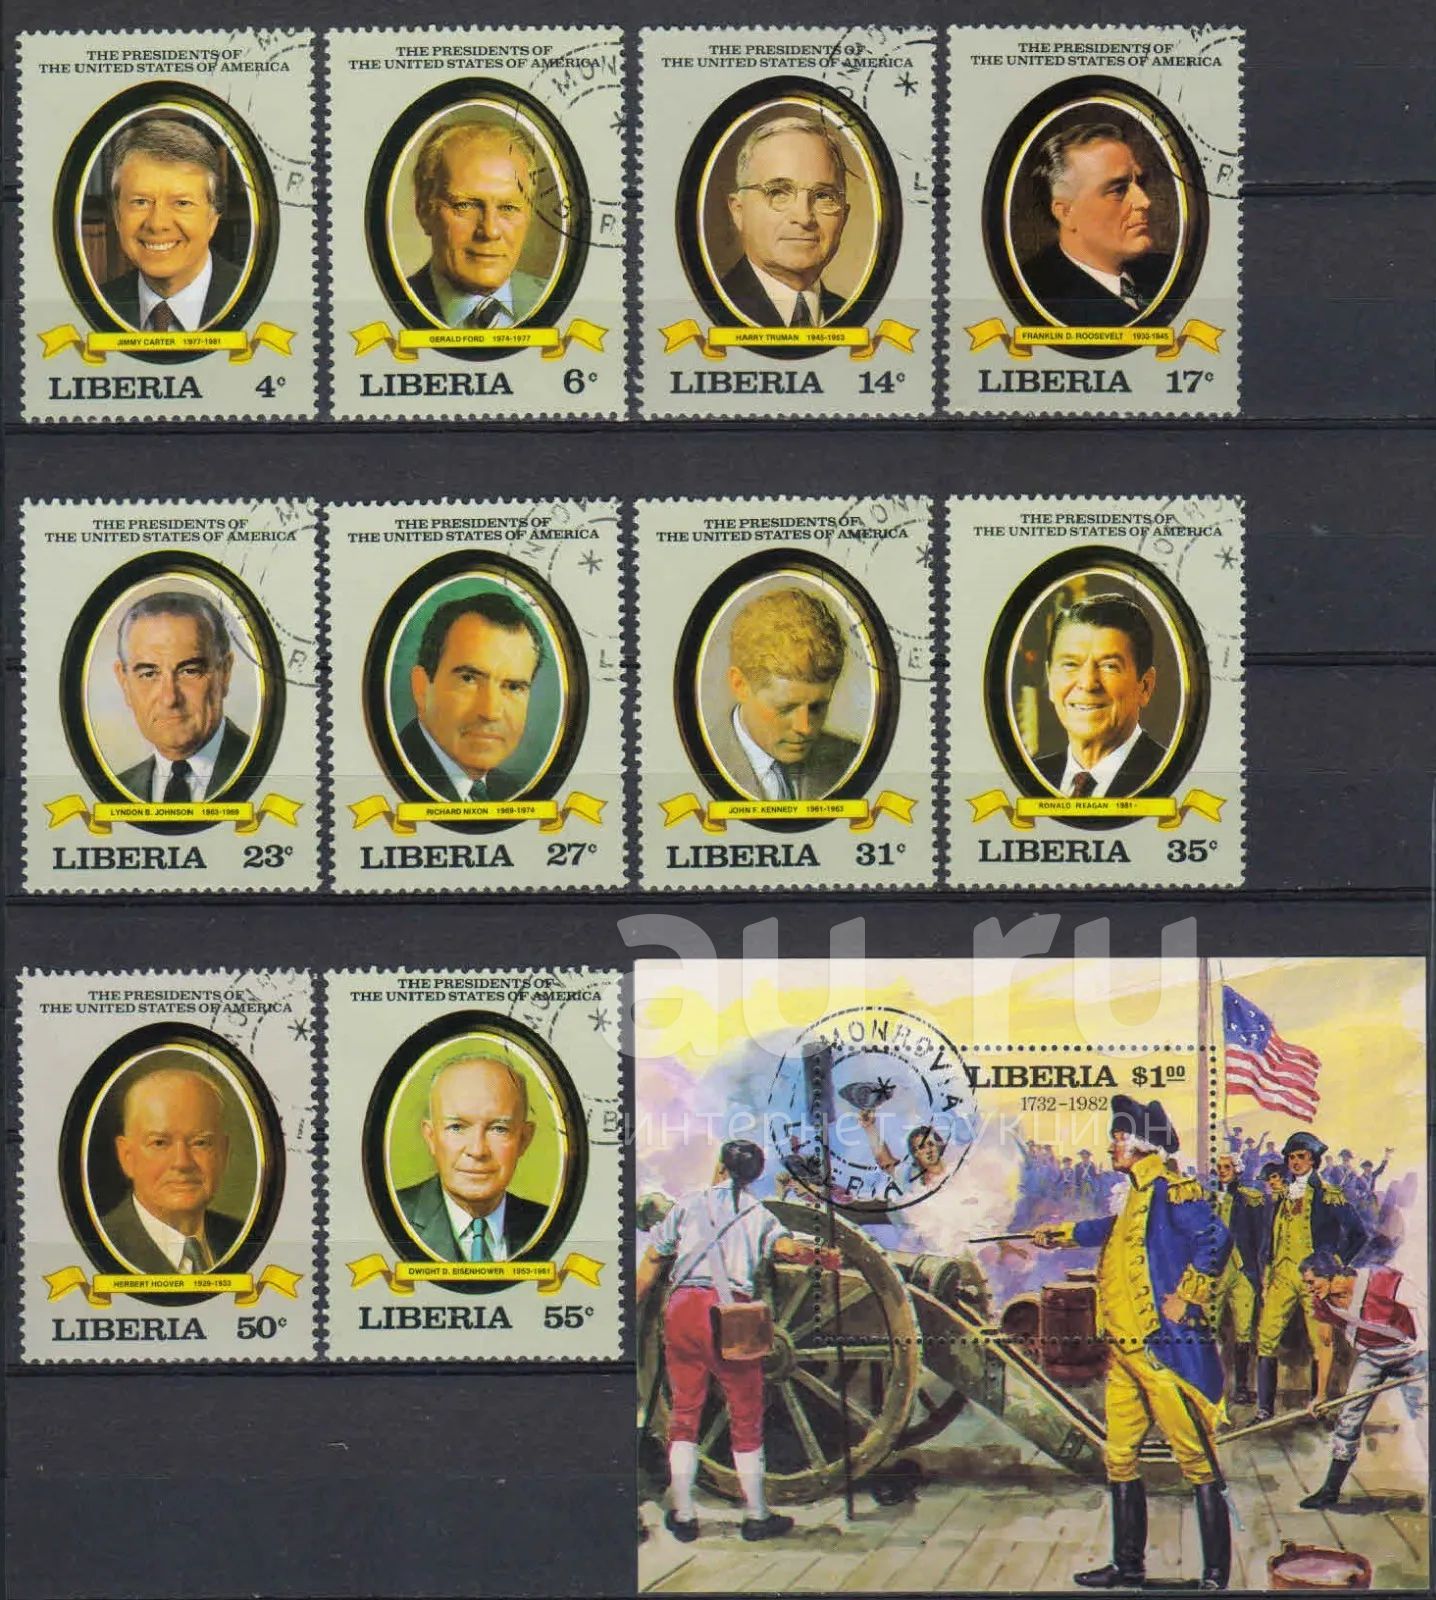 THE PRESIDENTS OF
THE UNITED STATES OF AMERICA
JIMMY CARTER 1977-1981
LIBERIA 4c
THE PRESIDENTS OF
THE UNITED STATES OF AMERICA
MON
LIBER
GERALD FORD 1974-1977
LIBERIA 6c
THE PRESIDENTS OF
THE UNITED STATES OF AMERICA
HARRY TRUMAN 1945-1953
LIBERIA 14c
THE PRESIDENTS OF
THE UNITED STATES OF AMERICA
FRANKLIN D. ROOSEVELT 1933-1945
LIBERIA 17c
THE PRESIDENTS OF
THE UNITED STATES OF AMERICA
LYNDON B. JOHNSON 1963-1969
LIBERIA 23c
THE PRESIDENTS OF
THE UNITED STATES OF AMERICA
RICHARD NIXON 1969-1974
LIBERIA 27c
THE PRESIDENTS OF
THE UNITED STATES OF AMERICA
JOHN F. KENNEDY 1961-1963
LIBERIA 31c
THE PRESIDENTS OF
THE UNITED STATES OF AMERICA
RONALD REAGAN 1981-
LIBERIA 35c
THE PRESIDENTS OF
THE UNITED STATES OF AMERICA
HERBERT HOOVER 1929-1933
LIBERIA 50c
THE PRESIDENTS OF
THE UNITED STATES OF AMERICA
DWIGHT D. EISENHOWER 1953-1961
LIBERIA 55c
au.ru
интернет-аукцион
MONROVIA
LIBERIA
LIBERIA $1.00
1732-1982